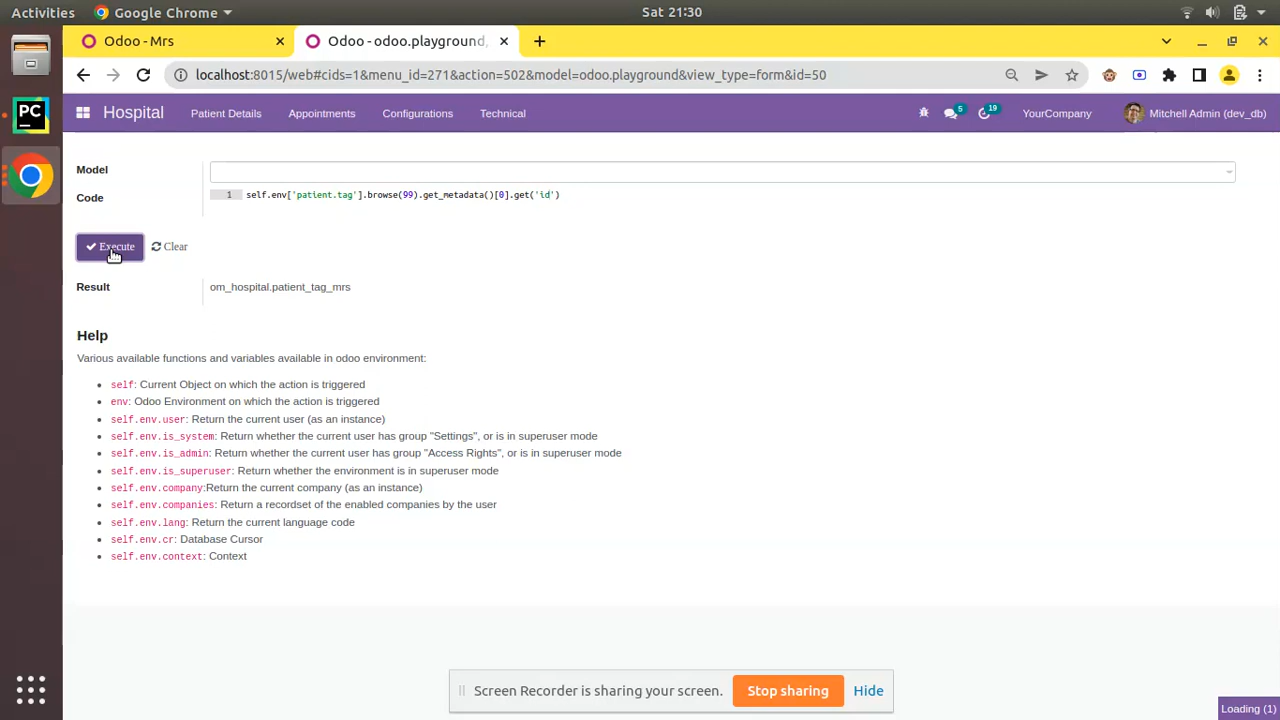 Activities
Google Chrome
Sat 21:30
Odoo - Mrs
Odoo - odoo.playground,
localhost:8015/web#cids=1&menu_id=271&action=502&model=odoo.playground&view_type=form&id=50
Hospital
Patient Details
Appointments
Configurations
Technical
5
19
YourCompany
Mitchell Admin (dev_db)
PC
Model
Code
1 self.env['patient.tag'].browse(99).get_metadata()[0].get('id')
Execute
Clear
Result
om_hospital.patient_tag_mrs
Help
Various available functions and variables available in odoo environment:
self: Current Object on which the action is triggered
env: Odoo Environment on which the action is triggered
self.env.user: Return the current user (as an instance)
self.env.is_system: Return whether the current user has group "Settings", or is in superuser mode
self.env.is_admin: Return whether the current user has group "Access Rights", or is in superuser mode
self.env.is_superuser: Return whether the environment is in superuser mode
self.env.company:Return the current company (as an instance)
self.env.companies: Return a recordset of the enabled companies by the user
self.env.lang: Return the current language code
self.env.cr: Database Cursor
self.env.context: Context
Screen Recorder is sharing your screen.
Stop sharing
Hide
Loading (1)